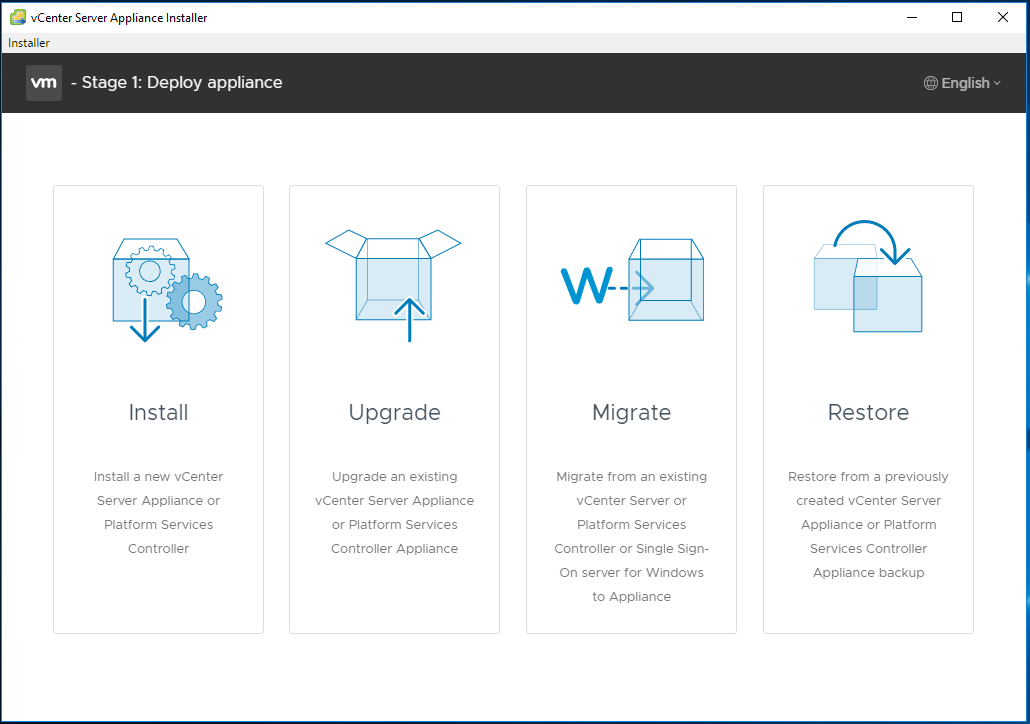 vCenter Server Appliance Installer
Installer
vm - Stage 1: Deploy appliance
English
Install
Install a new vCenter
Server Appliance or
Platform Services
Controller
Upgrade
Upgrade an existing
vCenter Server Appliance
or Platform Services
Controller Appliance
W
Migrate
Migrate from an existing
vCenter Server or
Platform Services
Controller or Single Sign-
On server for Windows
to Appliance
Restore
Restore from a previously
created vCenter Server
Appliance or Platform
Services Controller
Appliance backup